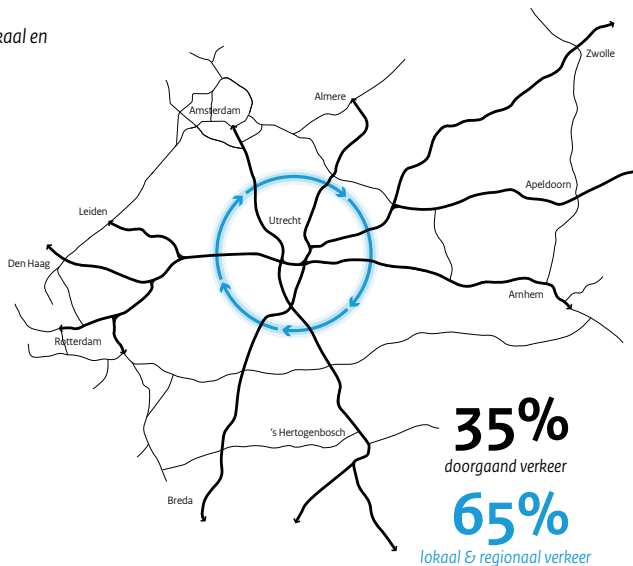 kaal en
Zwolle
Almere
Amsterdam
Apeldoorn
Leiden
Utrecht
Den Haag
Arnhem
Rotterdam
's Hertogenbosch
Breda
35%
doorgaand verkeer
65%
lokaal & regionaal verkeer